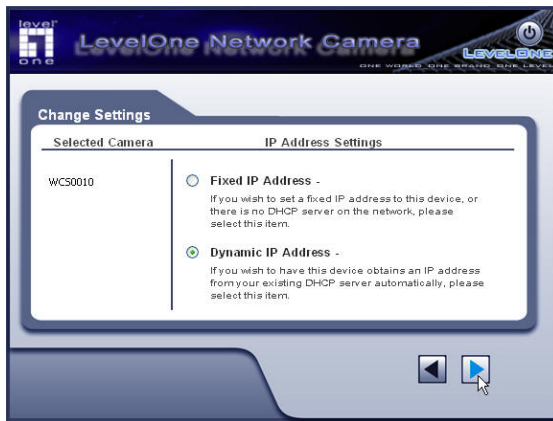 level
one
LevelOne Network Camera
LEVELONE
ONE WORLD ONE BRAND ONE LEVEL
Change Settings
Selected Camera
IP Address Settings
WCS0010
Fixed IP Address -
If you wish to set a fixed IP address to this device, or
there is no DHCP server on the network, please
select this item.
Dynamic IP Address -
If you wish to have this device obtains an IP address
from your existing DHCP server automatically, please
select this item.